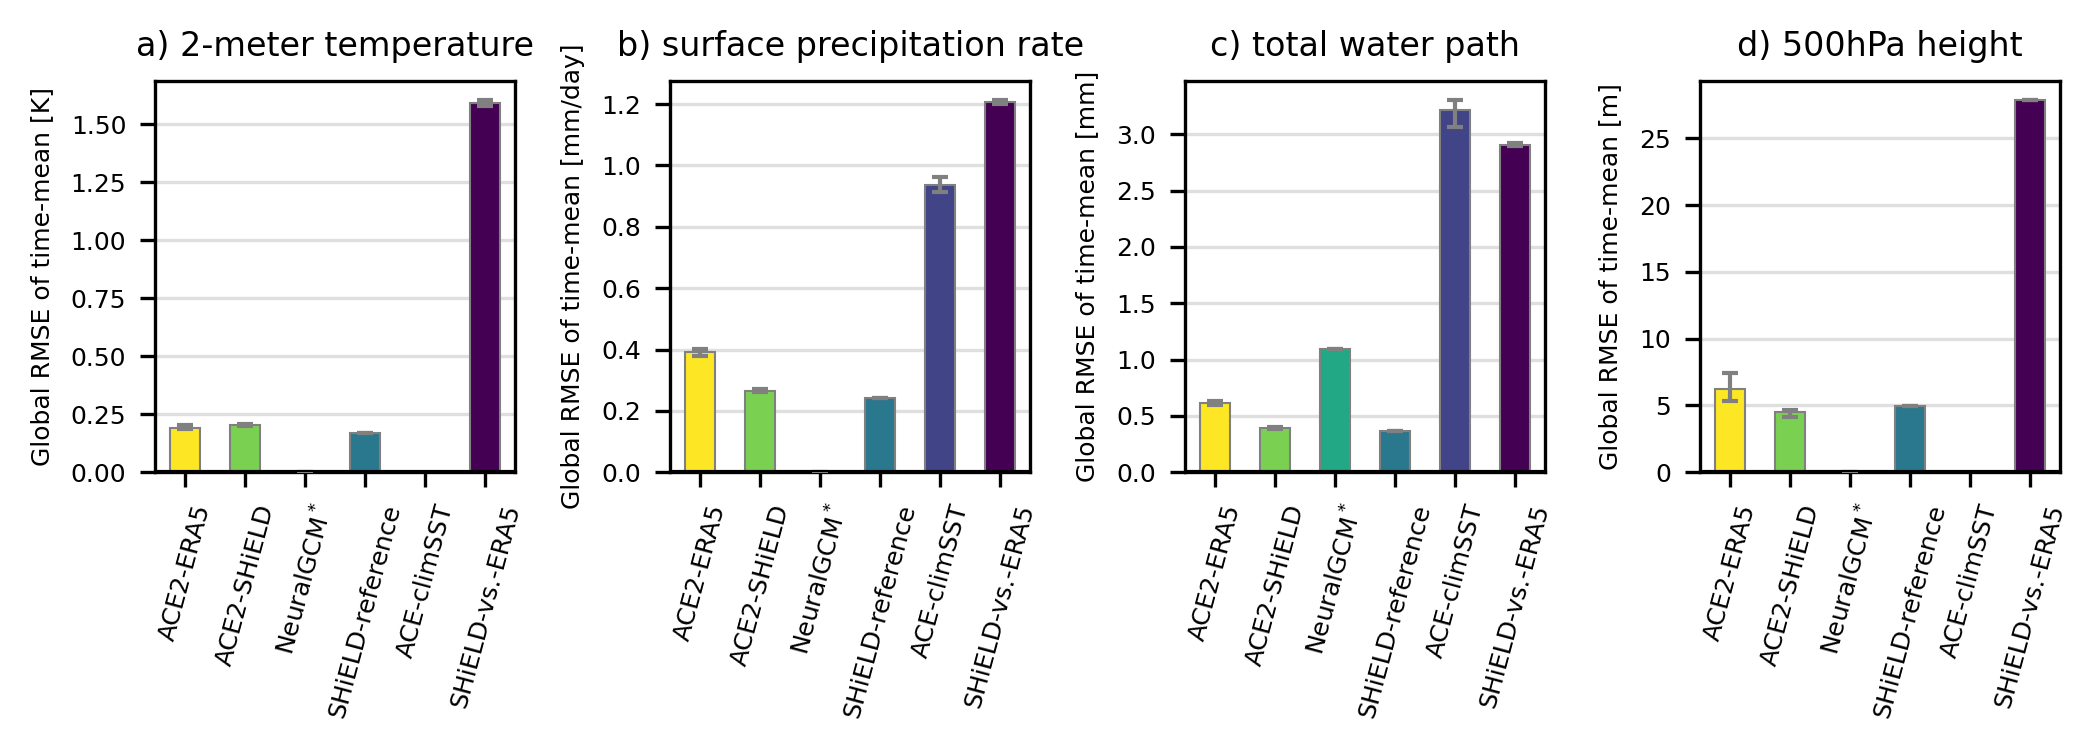 a) 2-meter temperature
Global RMSE of time-mean [K]
1.50
1.25
1.00
0.75
0.50
0.25
0.00
ACE2-ERA5
ACE2-SHiELD
NeuralGCM*
SHiELD-reference
ACE-climSST
SHiELD-vs.-ERA5
b) surface precipitation rate
Global RMSE of time-mean [mm/day]
1.2
1.0
0.8
0.6
0.4
0.2
0.0
ACE2-ERA5
ACE2-SHiELD
NeuralGCM*
SHiELD-reference
ACE-climSST
SHiELD-vs.-ERA5
c) total water path
Global RMSE of time-mean [mm]
3.0
2.5
2.0
1.5
1.0
0.5
0.0
ACE2-ERA5
ACE2-SHiELD
NeuralGCM*
SHiELD-reference
ACE-climSST
SHiELD-vs.-ERA5
d) 500hPa height
Global RMSE of time-mean [m]
25
20
15
10
5
0
ACE2-ERA5
ACE2-SHiELD
NeuralGCM*
SHiELD-reference
ACE-climSST
SHiELD-vs.-ERA5